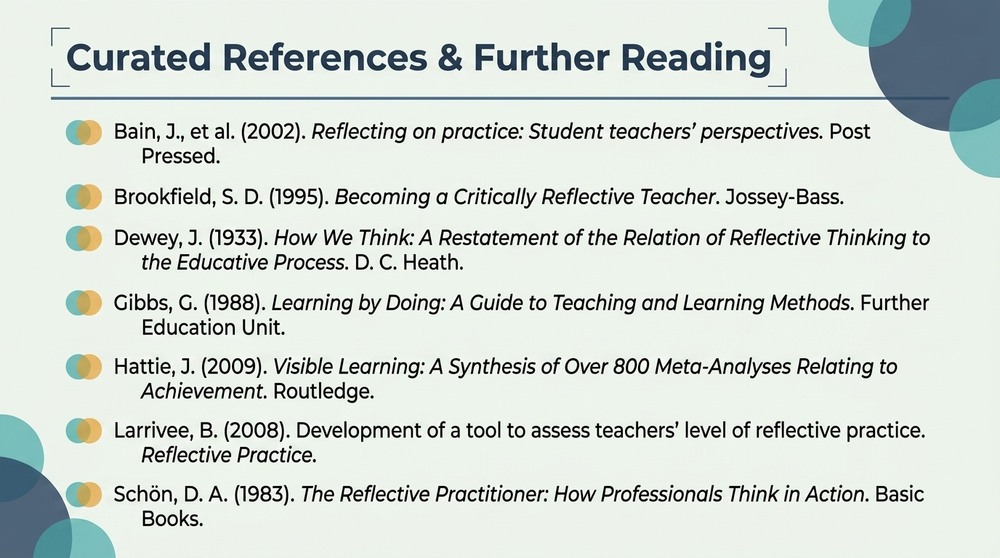 Curated References & Further Reading
Bain, J., et al. (2002). Reflecting on practice: Student teachers’ perspectives. Post
Pressed.
Brookfield, S. D. (1995). Becoming a Critically Reflective Teacher. Jossey-Bass.
Dewey, J. (1933). How We Think: A Restatement of the Relation of Reflective Thinking to
the Educative Process. D. C. Heath.
Gibbs, G. (1988). Learning by Doing: A Guide to Teaching and Learning Methods. Further
Education Unit.
Hattie, J. (2009). Visible Learning: A Synthesis of Over 800 Meta-Analyses Relating to
Achievement. Routledge.
Larrivee, B. (2008). Development of a tool to assess teachers’ level of reflective practice.
Reflective Practice.
Schön, D. A. (1983). The Reflective Practitioner: How Professionals Think in Action. Basic
Books.